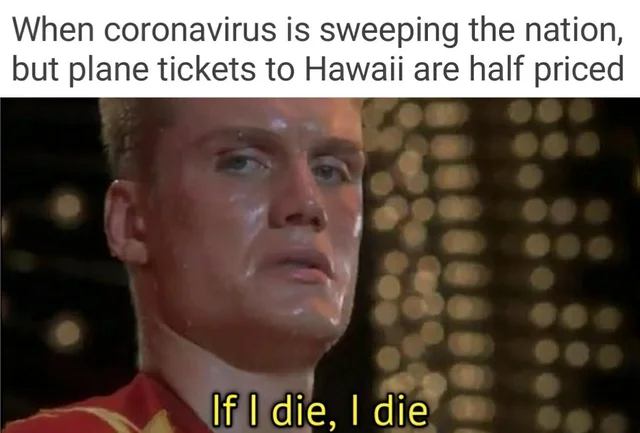 When coronavirus is sweeping the nation,
but plane tickets to Hawaii are half priced
If I die, I die